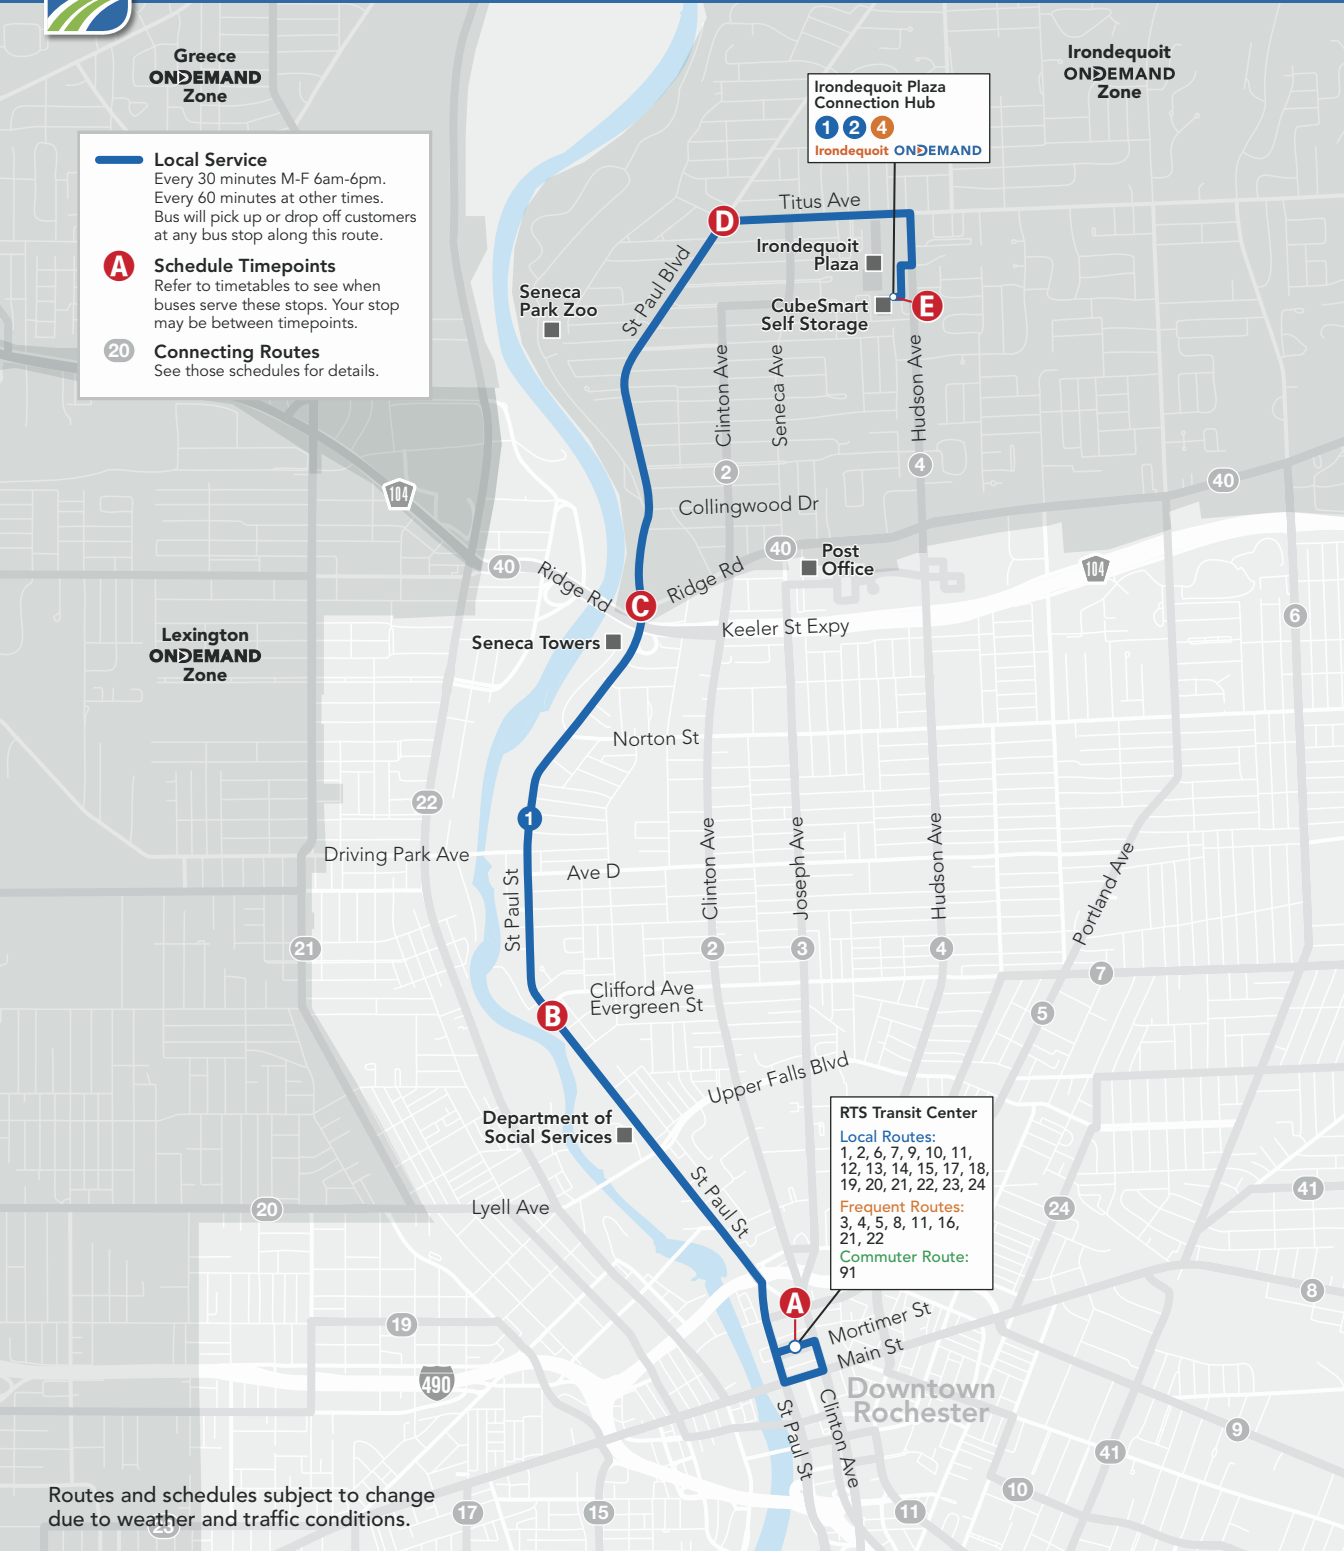 Greece
ONDEMAND
Zone
Irondequoit
ONDEMAND
Zone
Irondequoit Plaza
Connection Hub
1 2 4
Irondequoit ONDEMAND
Local Service
Every 30 minutes M-F 6am-6pm.
Every 60 minutes at other times.
Bus will pick up or drop off customers
at any bus stop along this route.
A
Schedule Timepoints
Refer to timetables to see when
buses serve these stops. Your stop
may be between timepoints.
20
Connecting Routes
See those schedules for details.
D
Titus Ave
Irondequoit
Plaza
St Paul Blvd
Seneca
Park Zoo
CubeSmart
Self Storage
E
Clinton Ave
Seneca Ave
Hudson Ave
2
4
40
104
Collingwood Dr
40
Post
Office
40
Ridge Rd
Ridge Rd
104
C
6
Keeler St Expy
Seneca Towers
Lexington
ONDEMAND
Zone
Norton St
22
1
Driving Park Ave
Ave D
St Paul St
Clinton Ave
Joseph Ave
Hudson Ave
Portland Ave
21
2
3
4
7
Clifford Ave
Evergreen St
B
5
Upper Falls Blvd
Department of
Social Services
RTS Transit Center
Local Routes:
1, 2, 6, 7, 9, 10, 11,
12, 13, 14, 15, 17, 18,
19, 20, 21, 22, 23, 24
Frequent Routes:
3, 4, 5, 8, 11, 16,
21, 22
Commuter Route:
91
St Paul St
Lyell Ave
20
24
41
8
19
A
Mortimer St
Main St
490
Downtown
Rochester
St Paul St
Clinton Ave
9
41
10
11
17
15
Routes and schedules subject to change
due to weather and traffic conditions.
23